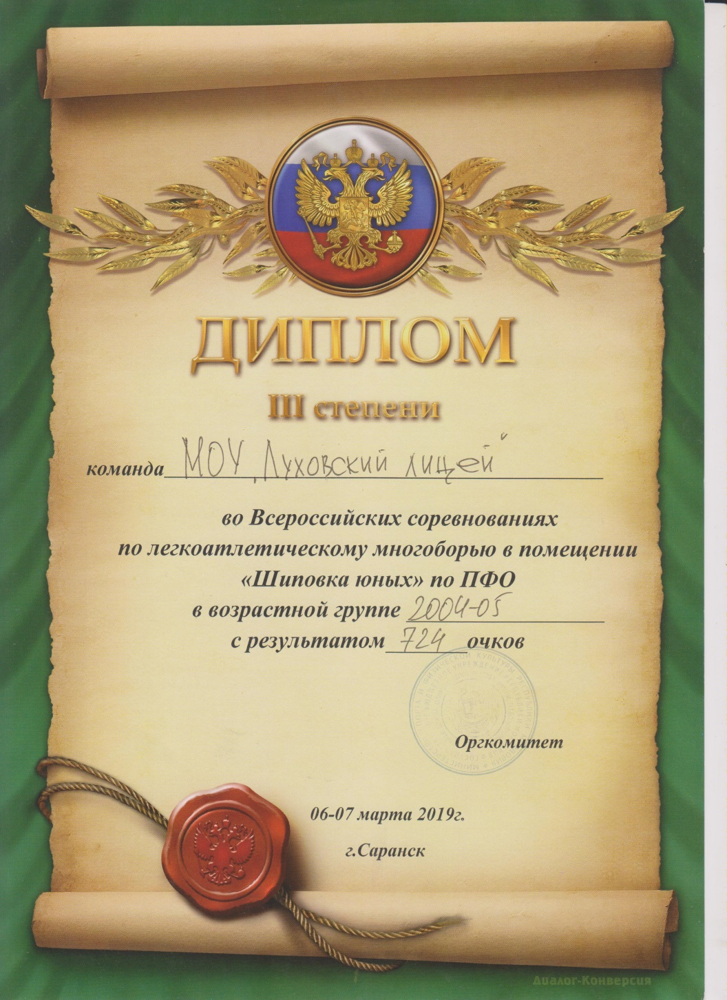 ДИПЛОМ
III степени
команда МОУ „Луховский лицей"
во Всероссийских соревнованиях
по легкоатлетическому многоборью в помещении
«Шиповка юных» по ПФО
в возрастной группе 2004-05
с результатом 724 очков
Оргкомитет
06-07 марта 2019г.
г.Саранск
Диалог-Конверсия